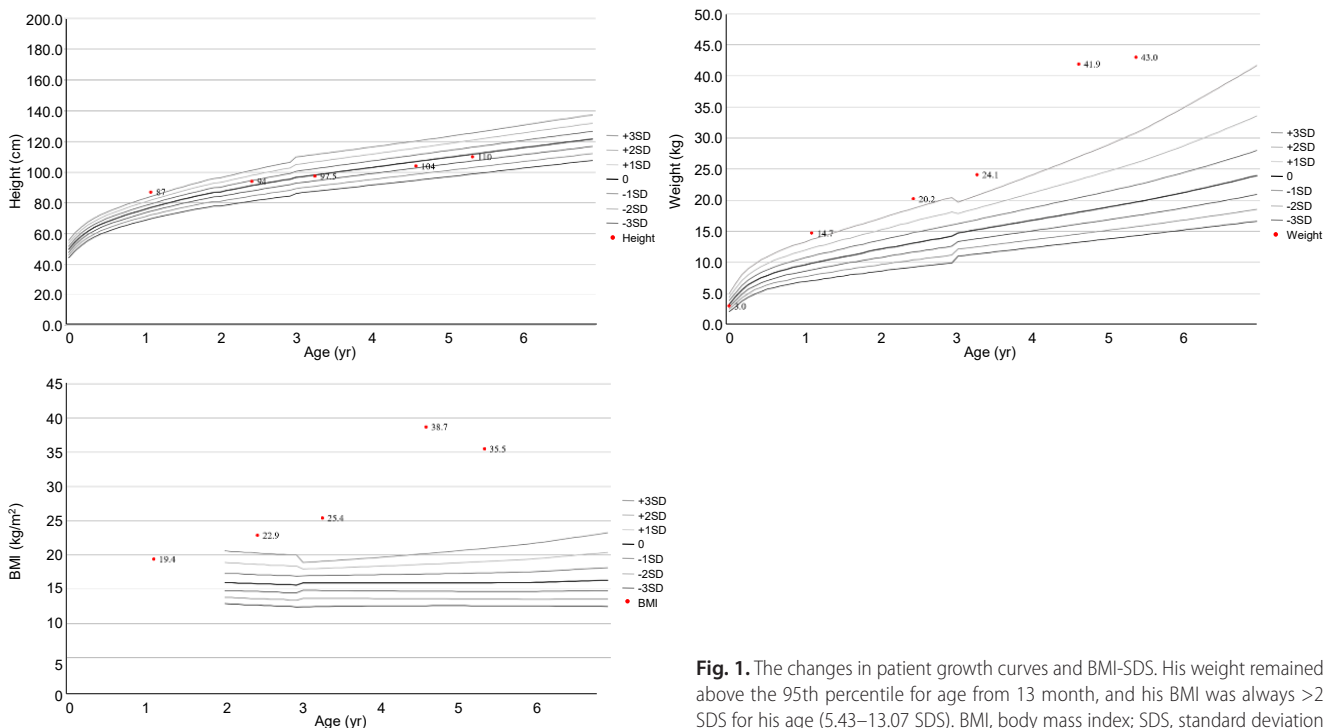 200.0
180.0
160.0
140.0
120.0
100.0
80.0
60.0
40.0
20.0
0.0
Height (cm)
0 1 2 3 4 5 6
Age (yr)
87
94
97.5
104
110
+3SD
+2SD
+1SD
0
-1SD
-2SD
-3SD
Height
50.0
45.0
40.0
35.0
30.0
25.0
20.0
15.0
10.0
5.0
0.0
Weight (kg)
0 1 2 3 4 5 6
Age (yr)
3.0
14.7
20.2
24.1
41.9
43.0
+3SD
+2SD
+1SD
0
-1SD
-2SD
-3SD
Weight
45
40
35
30
25
20
15
10
5
0
BMI (kg/m²)
0 1 2 3 4 5 6
Age (yr)
19.4
22.9
25.4
38.7
35.5
+3SD
+2SD
+1SD
0
-1SD
-2SD
-3SD
BMI
Fig. 1. The changes in patient growth curves and BMI-SDS. His weight remained
above the 95th percentile for age from 13 month, and his BMI was always >2
SDS for his age (5.43–13.07 SDS). BMI, body mass index; SDS, standard deviation